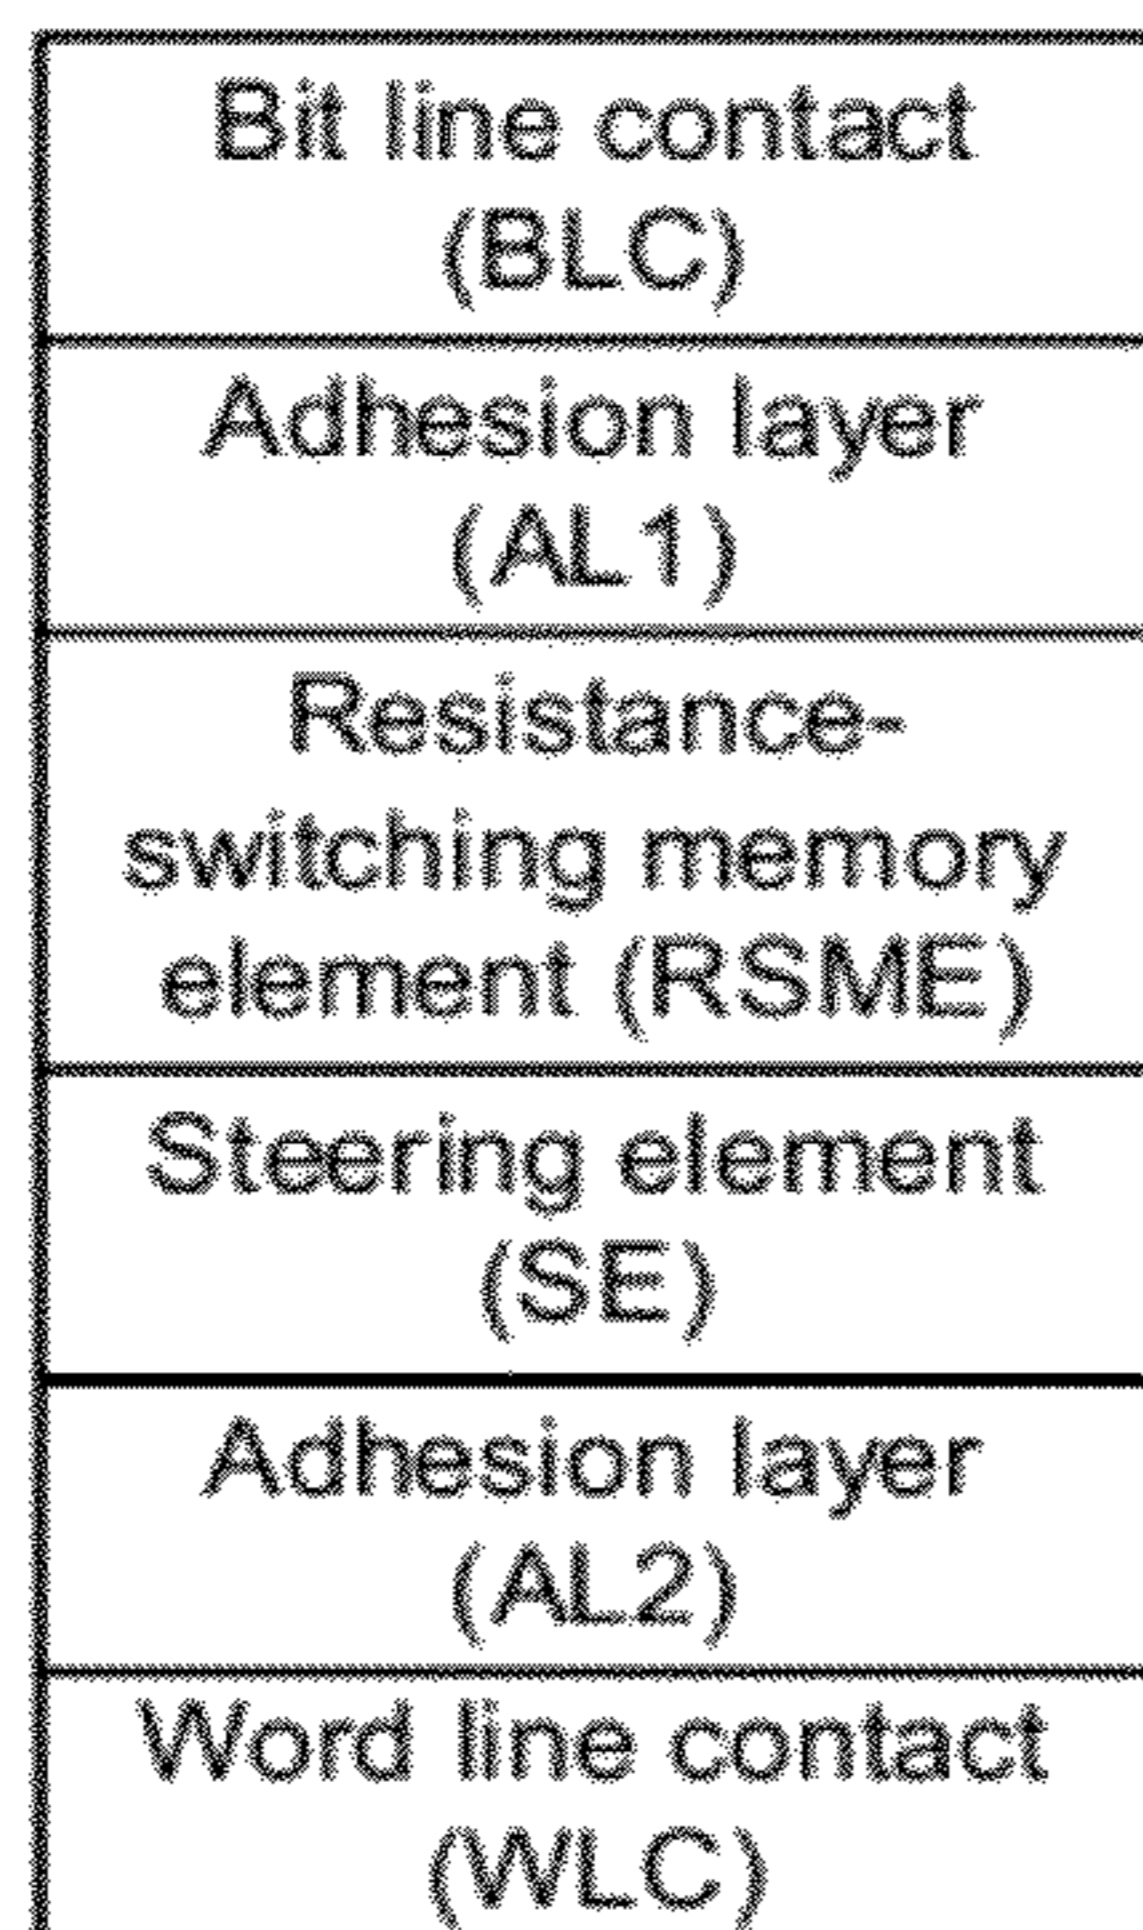 Bit line contact
(BLC)
Adhesion layer
(AL1)
Resistance-
switching memory
element (RSME)
Steering element
(SE)
Adhesion layer
(AL2)
Word line contact
(WLC)